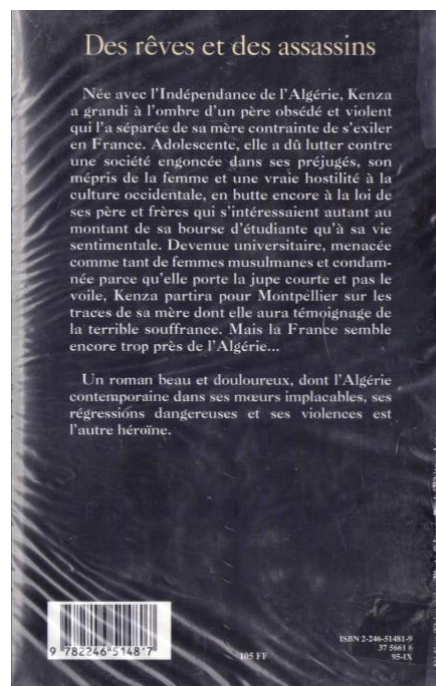 Des rêves et des assassins
Née avec l'Indépendance de l'Algérie, Kenza
a grandi à l'ombre d'un père obsédé et violent
qui l'a séparée de sa mère contrainte de s'exiler
en France. Adolescente, elle a dû lutter contre
une société engoncée dans ses préjugés, son
mépris de la femme et une vraie hostilité à la
culture occidentale, en butte encore à la loi de
ses père et frères qui s'intéressaient autant au
montant de sa bourse d'étudiante qu'à sa vie
sentimentale. Devenue universitaire, menacée
comme tant de femmes musulmanes et condam-
née parce qu'elle porte la jupe courte et pas le
voile, Kenza partira pour Montpellier sur les
traces de sa mère dont elle aura témoignage de
la terrible souffrance. Mais la France semble
encore trop près de l'Algérie...
Un roman beau et douloureux, dont l'Algérie
contemporaine dans ses mœurs implacables, ses
régressions dangereuses et ses violences est
l'autre héroïne.
9 782246 514817
105 FF
ISBN 2-246-51481-9
37 5661 6
95-IX